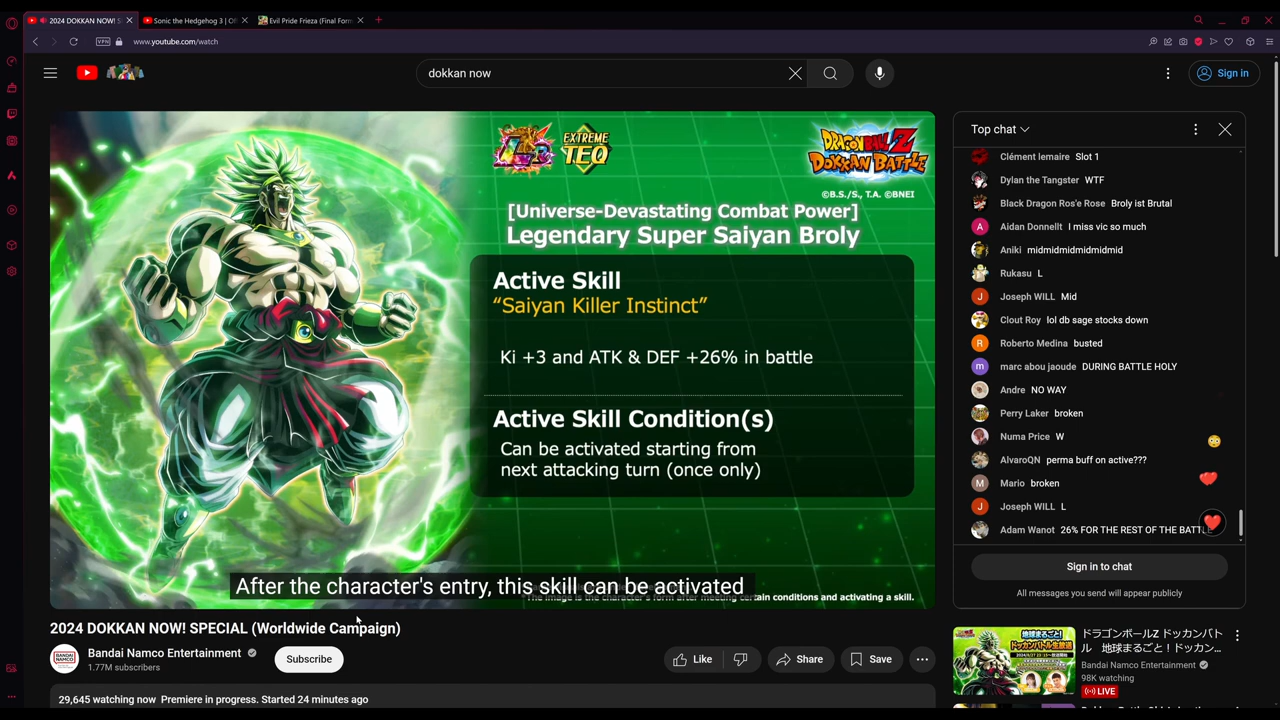 2024 DOKKAN NOW! S
Sonic the Hedgehog 3 | Of
Evil Pride Frieza (Final Form
VPN
www.youtube.com/watch
dokkan now
Sign in
EXTREME
TEQ
DRAGONBALL Z
DOKKAN BATTLE
©B.S./S., T.A. ©BNEI
[Universe-Devastating Combat Power]
Legendary Super Saiyan Broly
Active Skill
“Saiyan Killer Instinct”
Ki +3 and ATK & DEF +26% in battle
Active Skill Condition(s)
Can be activated starting from
next attacking turn (once only)
After the character's entry, this skill can be activated
*The image is the character's form after meeting certain conditions and activating a skill.
Top chat
Clément lemaire Slot 1
Dylan the Tangster WTF
Black Dragon Ros'e Rose Broly ist Brutal
Aidan Donnellt I miss vic so much
Aniki midmidmidmidmid
Rukasu L
Joseph WILL Mid
Clout Roy lol db sage stocks down
Roberto Medina busted
marc abou jaoude DURING BATTLE HOLY
Andre NO WAY
Perry Laker broken
Numa Price W
AlvaroQN perma buff on active???
Mario broken
Joseph WILL L
Adam Wanot 26% FOR THE REST OF THE BATTLE
Sign in to chat
All messages you send will appear publicly
2024 DOKKAN NOW! SPECIAL (Worldwide Campaign)
Bandai Namco Entertainment
1.77M subscribers
Subscribe
Like
Share
Save
29,645 watching now Premiere in progress. Started 24 minutes ago
ドラゴンボールZ ドッカンバト
ル 地球まるごと！ドッカン...
Bandai Namco Entertainment
98K watching
LIVE